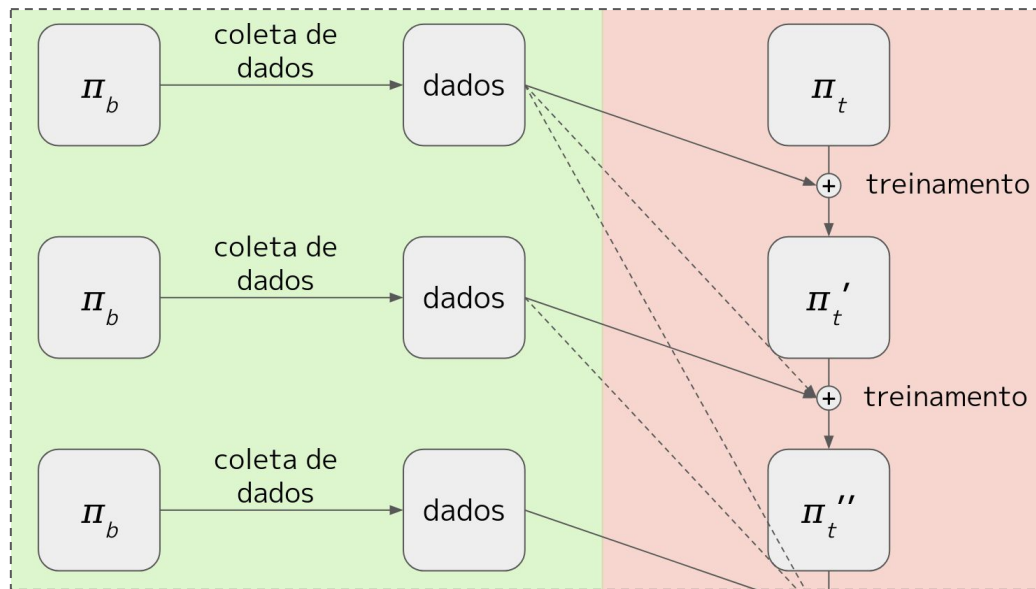 coleta de
dados
π_b
dados
π_t
+
treinamento
coleta de
dados
π_b
dados
π_t'
+
treinamento
coleta de
dados
π_b
dados
π_t''